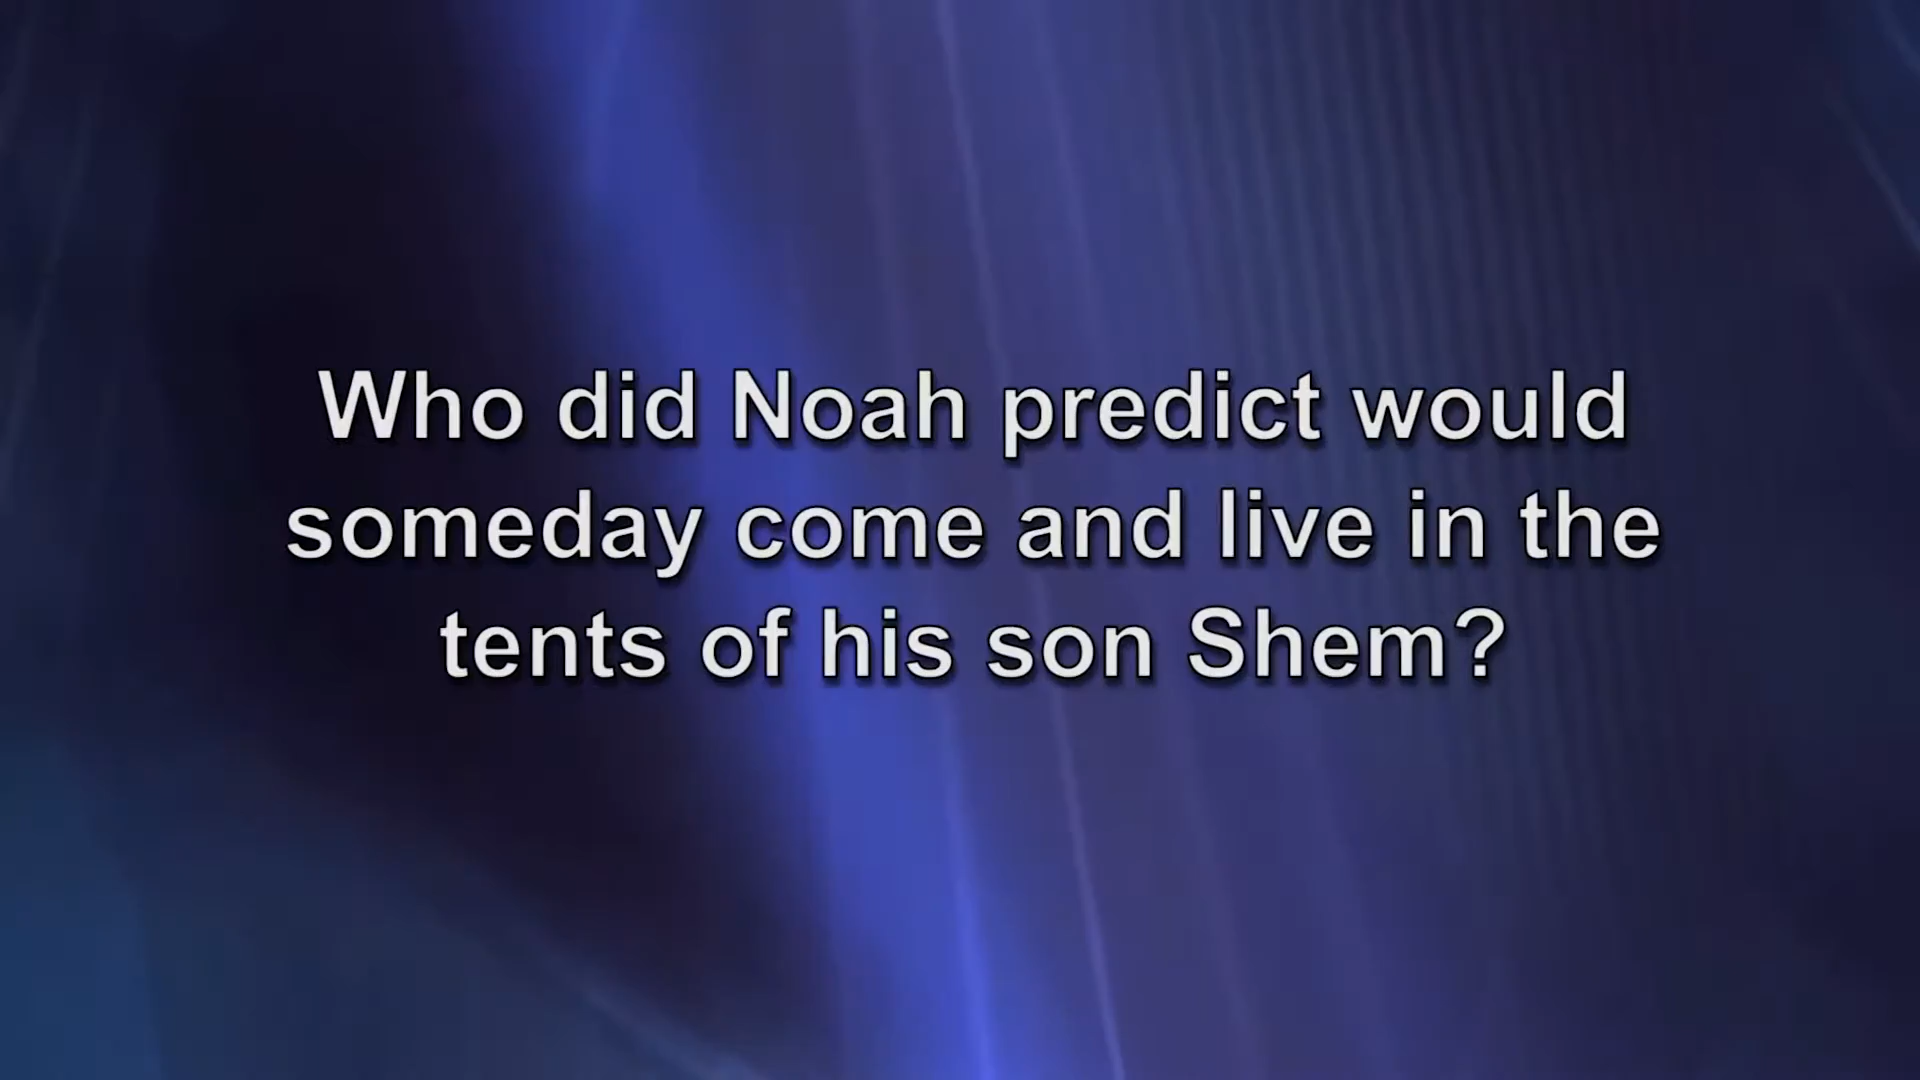 Who did Noah predict would
someday come and live in the
tents of his son Shem?